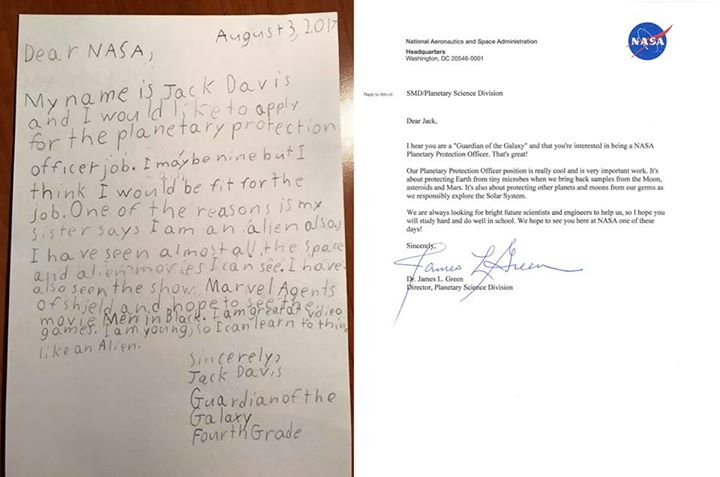 August 3, 2017
Dear NASA,
My name is Jack Davis
and I would like to apply
for the planetary protection
officer job. I may be nine but I
think I would be fit for the
job. One of the reasons is my
sister says I am an alien also,
I have seen almost all the space
and alien movies I can see. I have
also seen the show Marvel Agents
of shield and hope to see the
movie Men in Black. I am great at video
games. I am young, so I can learn to think
like an Alien.
Sincerely,
Jack Davis
Guardian of the
Galaxy
Fourth Grade
National Aeronautics and Space Administration
Headquarters
Washington, DC 20546-0001
NASA
Reply to Attn of:
SMD/Planetary Science Division
Dear Jack,
I hear you are a "Guardian of the Galaxy" and that you're interested in being a NASA
Planetary Protection Officer. That's great!
Our Planetary Protection Officer position is really cool and is very important work. It's
about protecting Earth from tiny microbes when we bring back samples from the Moon,
asteroids and Mars. It's also about protecting other planets and moons from our germs as
we responsibly explore the Solar System.
We are always looking for bright future scientists and engineers to help us, so I hope you
will study hard and do well in school. We hope to see you here at NASA one of these
days!
Sincerely,
James L Green
Dr. James L. Green
Director, Planetary Science Division